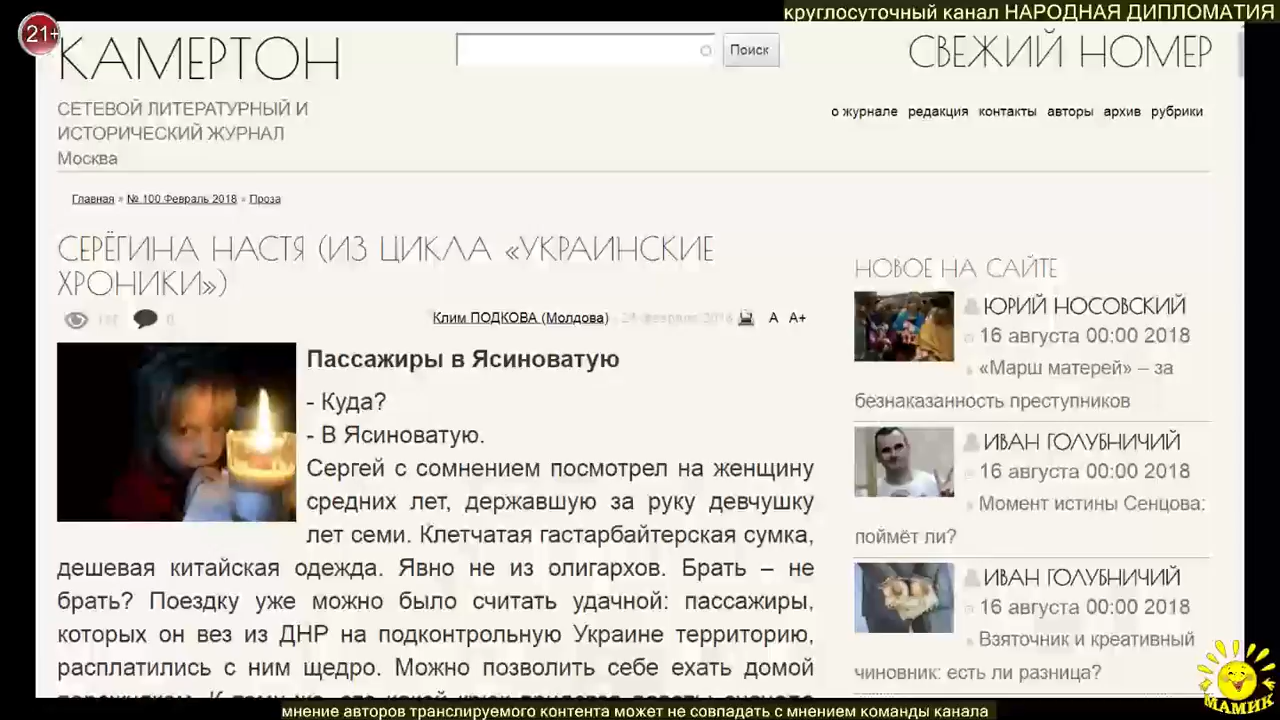 круглосуточный канал НАРОДНАЯ ДИПЛОМАТИЯ
21+
КАМЕРТОН
Поиск
СВЕЖИЙ НОМЕР
СЕТЕВОЙ ЛИТЕРАТУРНЫЙ И
ИСТОРИЧЕСКИЙ ЖУРНАЛ
Москва
о журнале редакция контакты авторы архив рубрики
Главная » № 100 Февраль 2018 » Проза
СЕРЁГИНА НАСТЯ (ИЗ ЦИКЛА «УКРАИНСКИЕ
ХРОНИКИ»)
0
Клим ПОДКОВА (Молдова)
февраля 2018
A A+
Пассажиры в Ясиноватую
- Куда?
- В Ясиноватую.
Сергей с сомнением посмотрел на женщину
средних лет, державшую за руку девчушку
лет семи. Клетчатая гастарбайтерская сумка,
дешевая китайская одежда. Явно не из олигархов. Брать – не
брать? Поездку уже можно было считать удачной: пассажиры,
которых он вез из ДНР на подконтрольную Украине территорию,
расплатились с ним щедро. Можно позволить себе ехать домой
НОВОЕ НА САЙТЕ
ЮРИЙ НОСОВСКИЙ
16 августа 00:00 2018
«Марш матерей» – за
безнаказанность преступников
ИВАН ГОЛУБНИЧИЙ
16 августа 00:00 2018
Момент истины Сенцова:
поймёт ли?
ИВАН ГОЛУБНИЧИЙ
16 августа 00:00 2018
Взяточник и креативный
чиновник: есть ли разница?
МАМИК
мнение авторов транслируемого контента может не совпадать с мнением команды канала